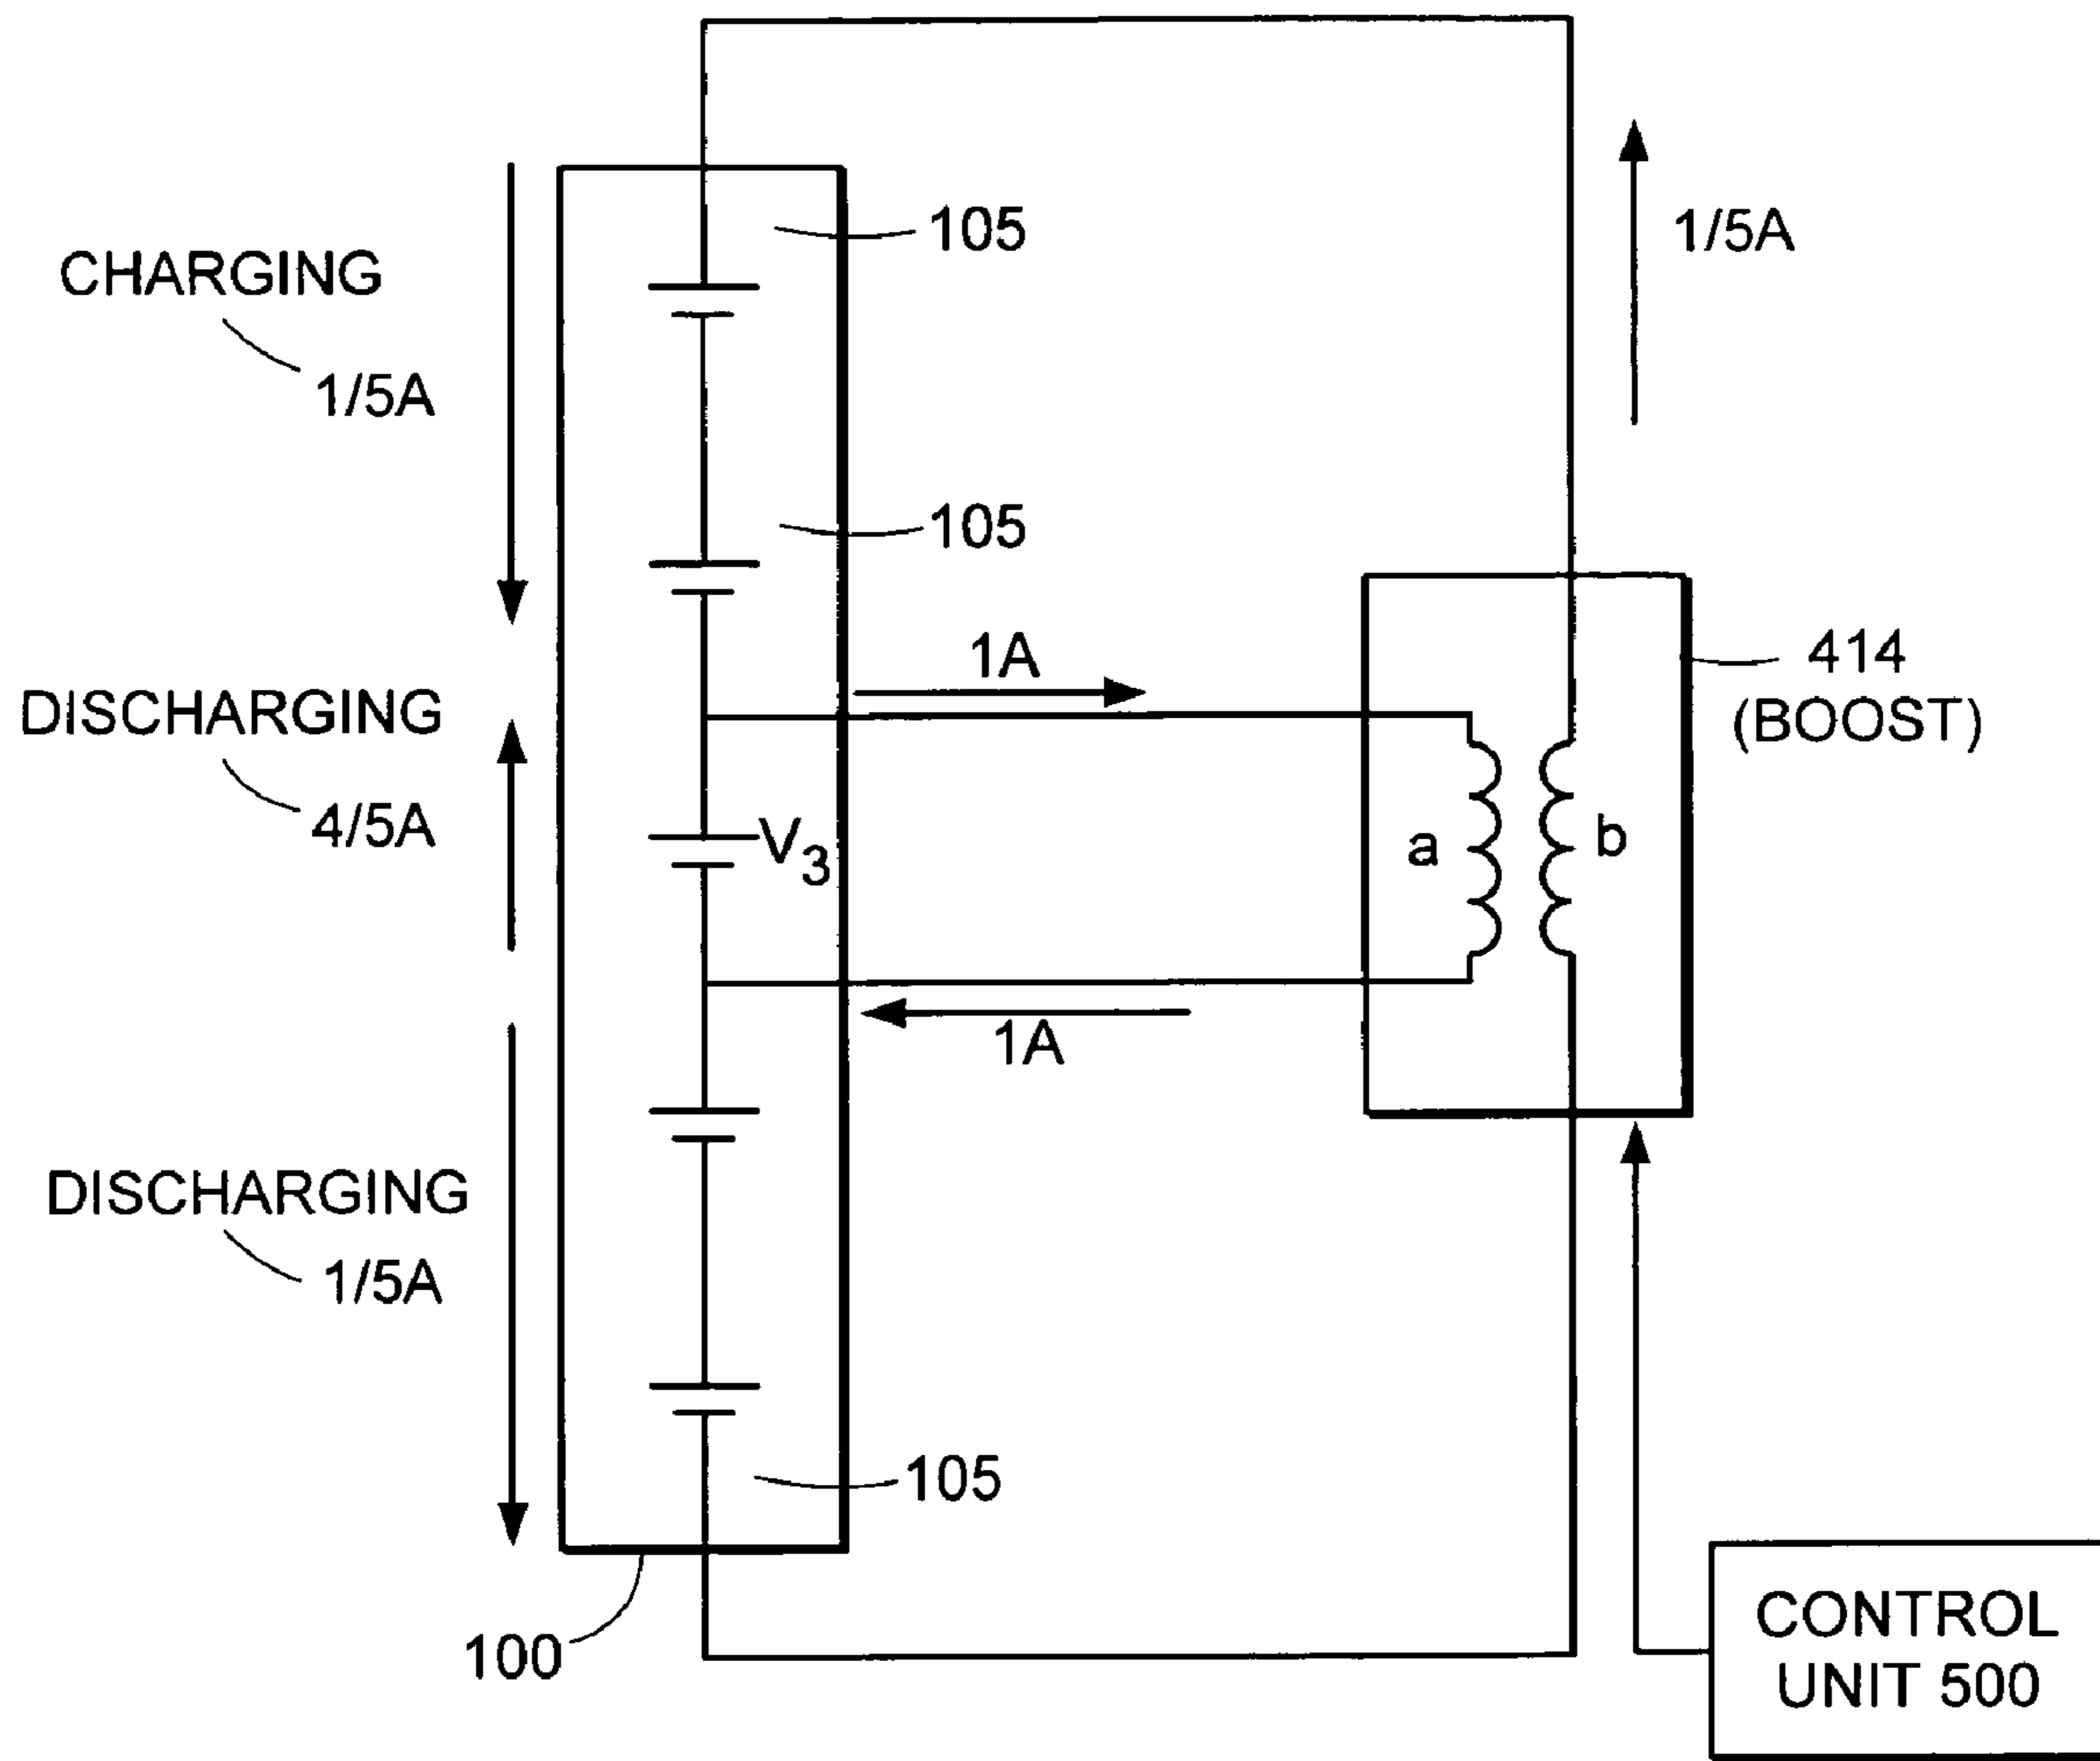 105
1/5A
CHARGING
1/5A
105
1A
414
(BOOST)
DISCHARGING
4/5A
V3
a
b
1A
DISCHARGING
1/5A
105
100
CONTROL
UNIT 500